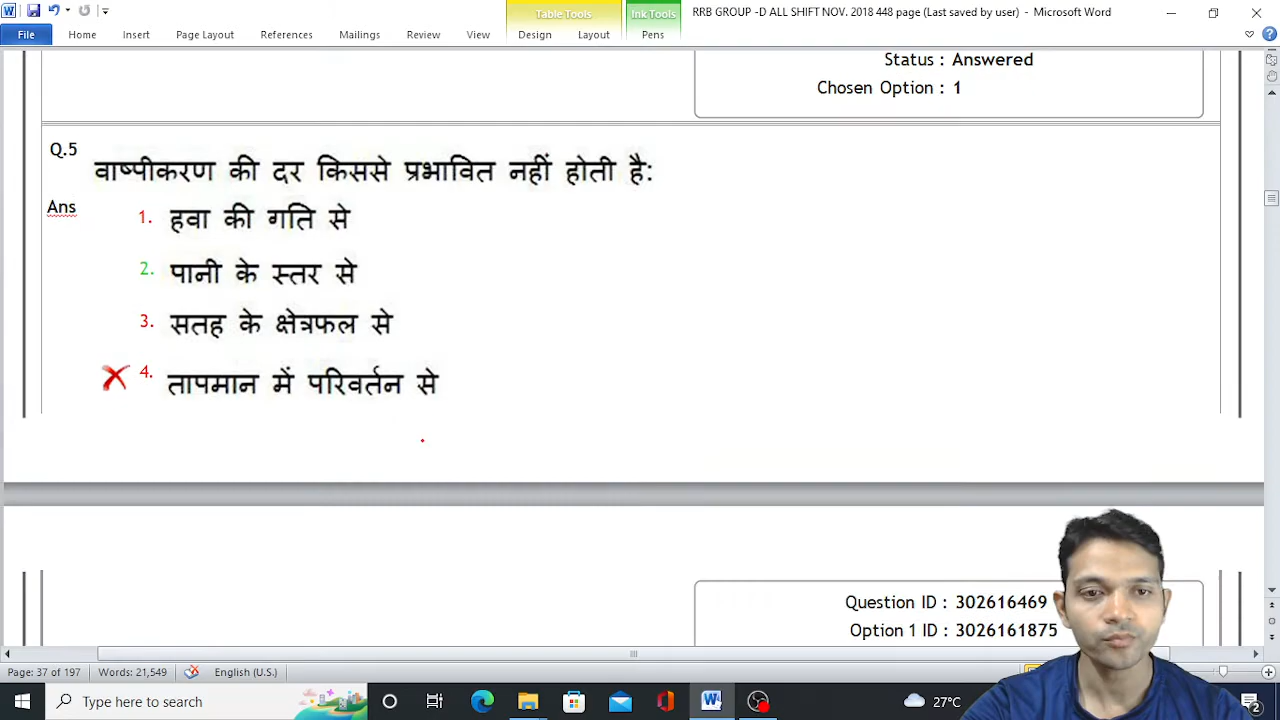 Table Tools
Ink Tools
RRB GROUP -D ALL SHIFT NOV. 2018 448 page (Last saved by user) - Microsoft Word
File
Home
Insert
Page Layout
References
Mailings
Review
View
Design
Layout
Pens
Status : Answered
Chosen Option : 1
Q.5
वाष्पीकरण की दर किससे प्रभावित नहीं होती है:
Ans
1. हवा की गति से
2. पानी के स्तर से
3. सतह के क्षेत्रफल से
4. तापमान में परिवर्तन से
Question ID : 302616469
Option 1 ID : 3026161875
Page: 37 of 197
Words: 21,549
English (U.S.)
Type here to search
27°C
2